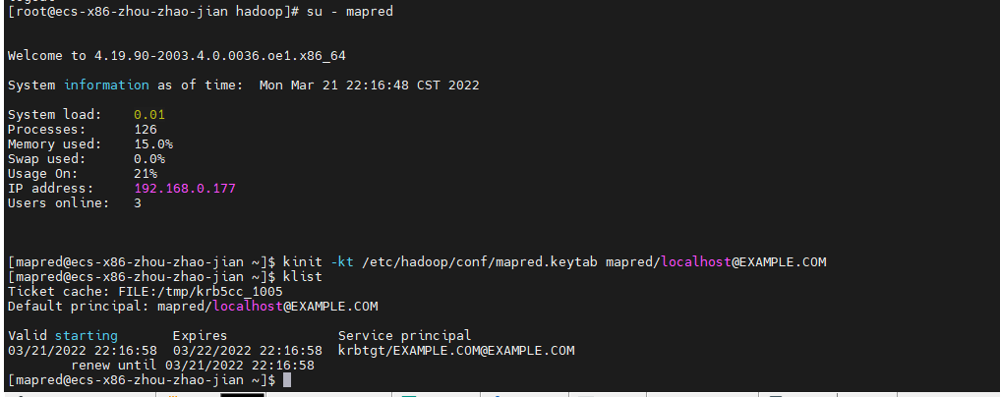 [root@ecs-x86-zhou-zhao-jian hadoop]# su - mapred
Welcome to 4.19.90-2003.4.0.0036.oe1.x86_64
System information as of time:  Mon Mar 21 22:16:48 CST 2022
System load:    0.01
Processes:      126
Memory used:    15.0%
Swap used:      0.0%
Usage On:       21%
IP address:     192.168.0.177
Users online:   3
[mapred@ecs-x86-zhou-zhao-jian ~]$ kinit -kt /etc/hadoop/conf/mapred.keytab mapred/localhost@EXAMPLE.COM
[mapred@ecs-x86-zhou-zhao-jian ~]$ klist
Ticket cache: FILE:/tmp/krb5cc_1005
Default principal: mapred/localhost@EXAMPLE.COM
Valid starting       Expires              Service principal
03/21/2022 22:16:58  03/22/2022 22:16:58  krbtgt/EXAMPLE.COM@EXAMPLE.COM
        renew until 03/21/2022 22:16:58
[mapred@ecs-x86-zhou-zhao-jian ~]$